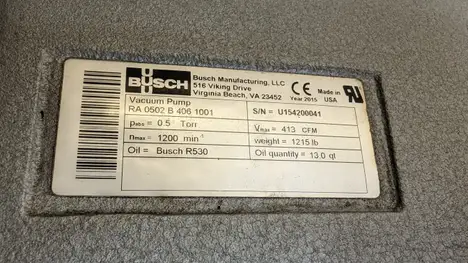 BUSCH
Busch Manufacturing, LLC
516 Viking Drive
Virginia Beach, VA 23452
CE
Year 2015
Made in
USA
Vacuum Pump
RA 0502 B 406 1001
S/N = U154200041
pabs = 0.5 Torr
Vmax = 413 CFM
nmax = 1200 min-1
weight = 1215 lb
Oil = Busch R530
Oil quantity = 13.0 qt